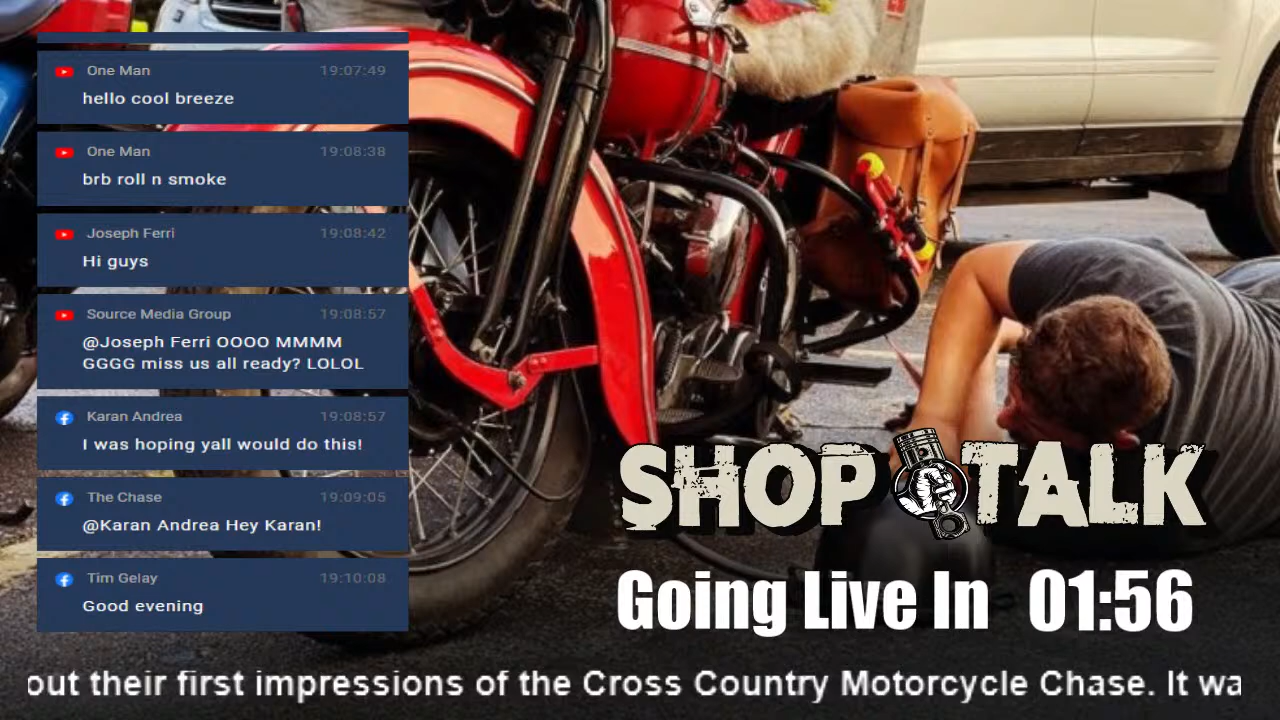 One Man 19:07:49
hello cool breeze
One Man 19:08:38
brb roll n smoke
Joseph Ferri 19:08:42
Hi guys
Source Media Group 19:08:57
@Joseph Ferri OOOO MMMM
GGGG miss us all ready? LOLOL
Karan Andrea 19:08:57
I was hoping yall would do this!
The Chase 19:09:05
@Karan Andrea Hey Karan!
Tim Gelay 19:10:08
Good evening
SHOP TALK
Going Live In 01:56
out their first impressions of the Cross Country Motorcycle Chase. It wa